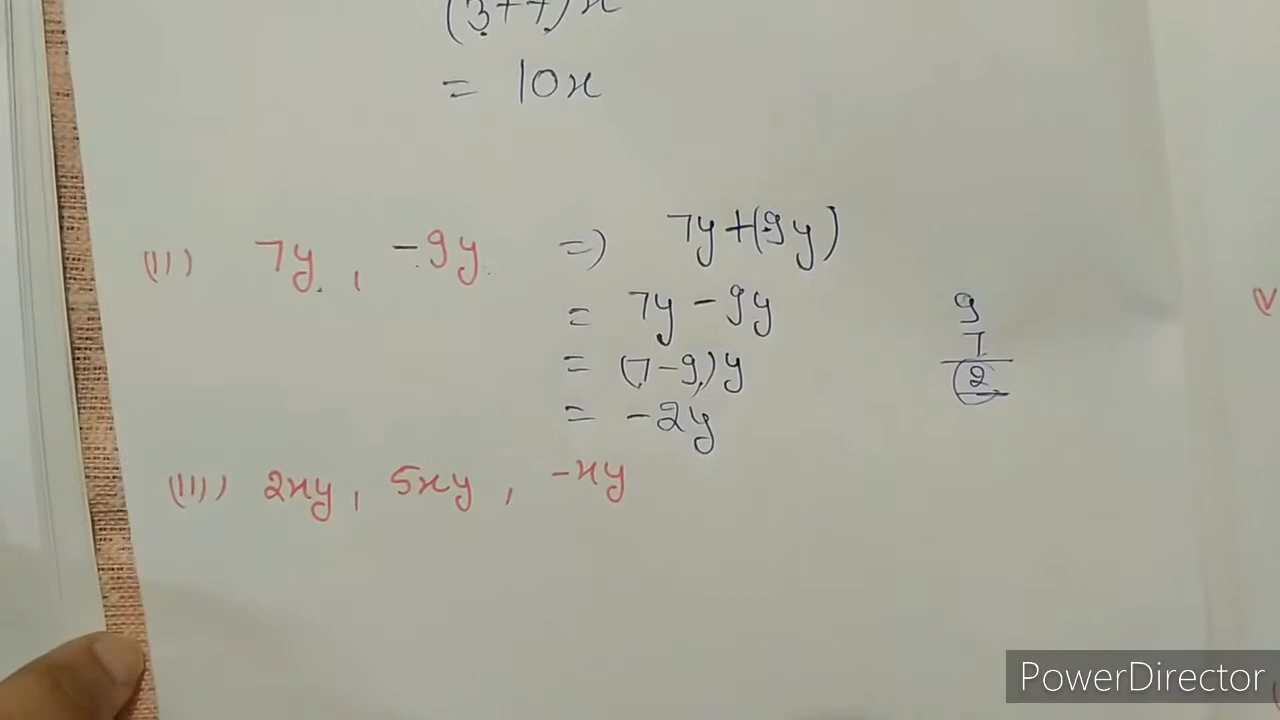 (3+7)x
= 10x
(II) 7y, -9y => 7y+(-9y)
= 7y - 9y
= (7-9)y
= -2y
9
7
2
(III) 2xy, 5xy, -xy
PowerDirector